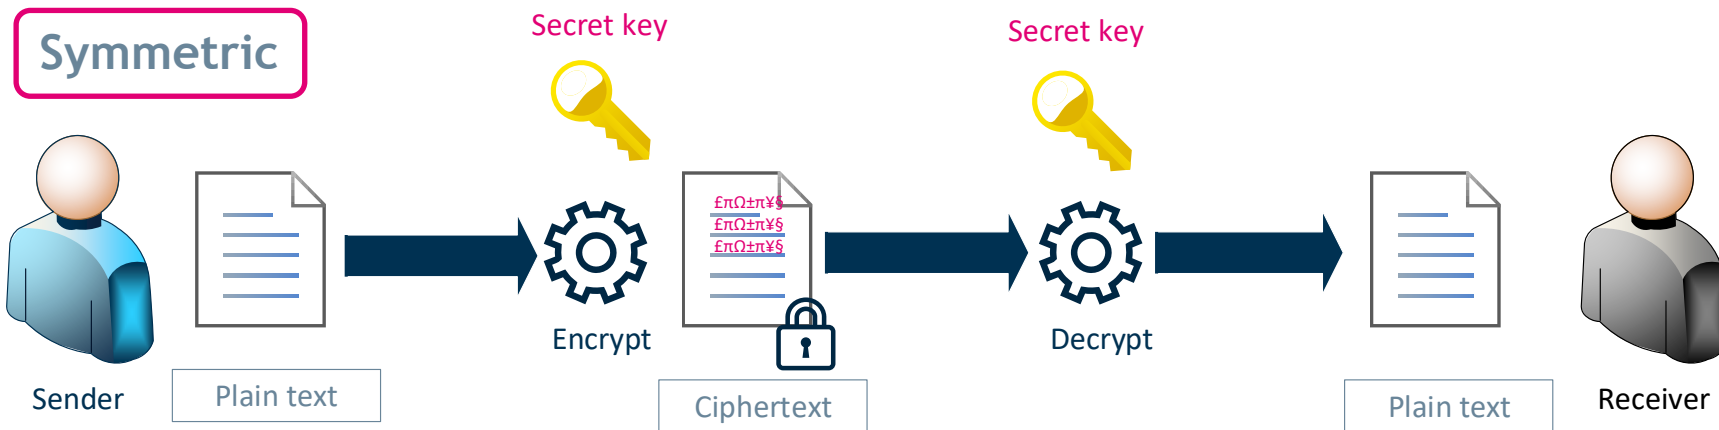 Symmetric
Secret key
Secret key
£πΩ±π¥§
£πΩ±π¥§
£πΩ±π¥§
Encrypt
Decrypt
Sender
Plain text
Ciphertext
Plain text
Receiver